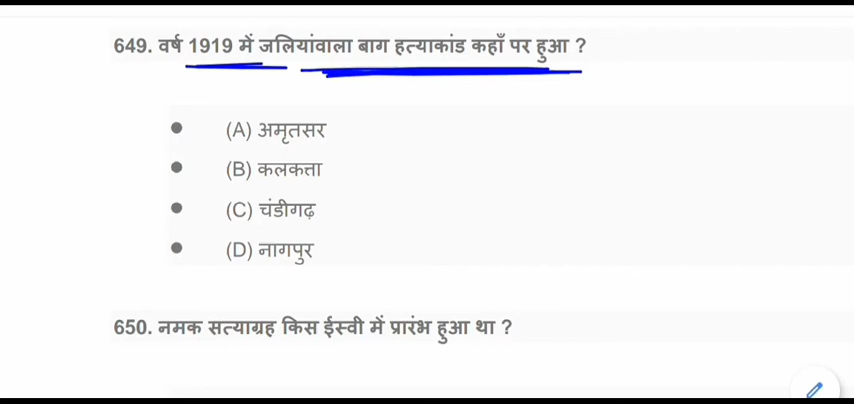 649. वर्ष 1919 में जलियांवाला बाग हत्याकांड कहाँ पर हुआ ?
(A) अमृतसर
(B) कलकत्ता
(C) चंडीगढ़
(D) नागपुर
650. नमक सत्याग्रह किस ईस्वी में प्रारंभ हुआ था ?